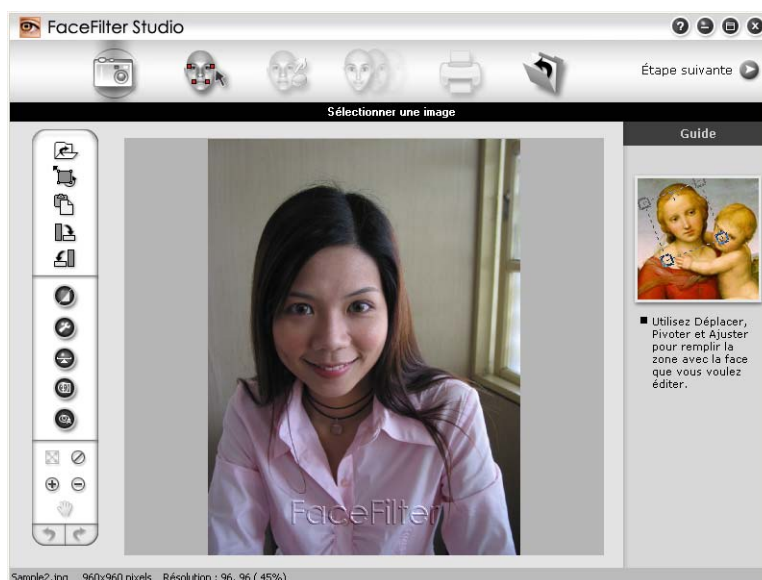 FaceFilter Studio
Étape suivante
Sélectionner une image
Guide
Utilisez Déplacer,
Pivoter et Ajuster
pour remplir la
zone avec la face
que vous voulez
éditer.
FaceFilter
Sample2.jpg 960x960 pixels Résolution : 96, 96 ( 45%)